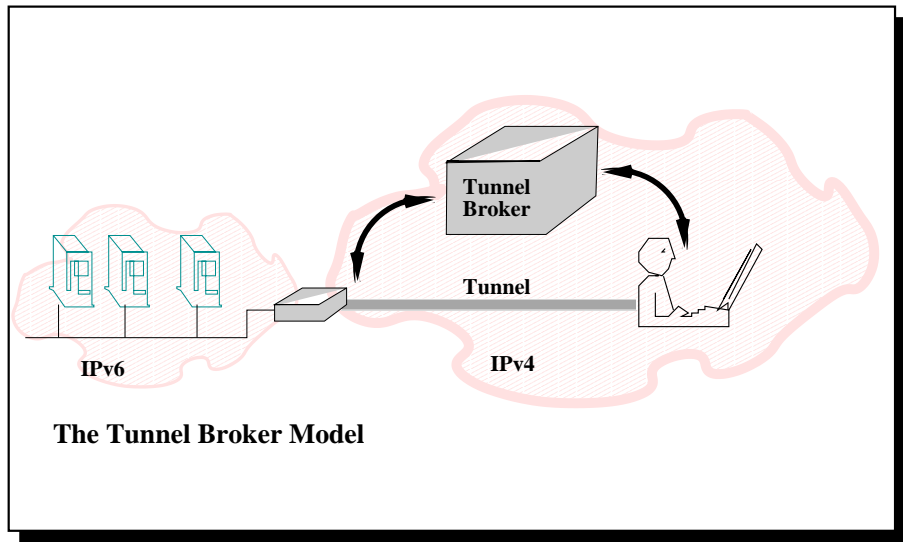 Tunnel
Broker
Tunnel
IPv6
IPv4
The Tunnel Broker Model